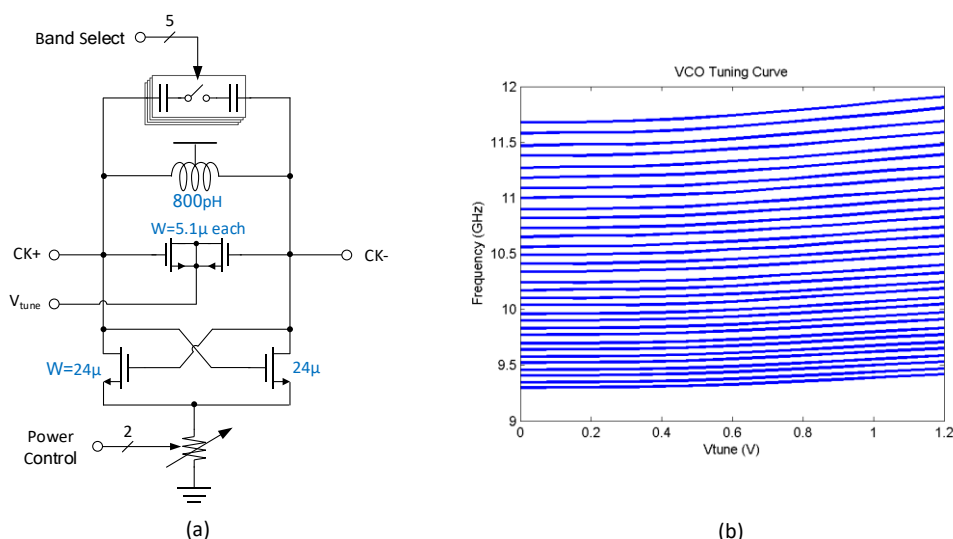 5
Band Select
800pH
W=5.1µ each
CK+
CK-
Vtune
W=24µ
24µ
Power
Control
2
(a)
VCO Tuning Curve
Frequency (GHz)
12
11.5
11
10.5
10
9.5
9
0
0.2
0.4
0.6
0.8
1
1.2
Vtune (V)
(b)